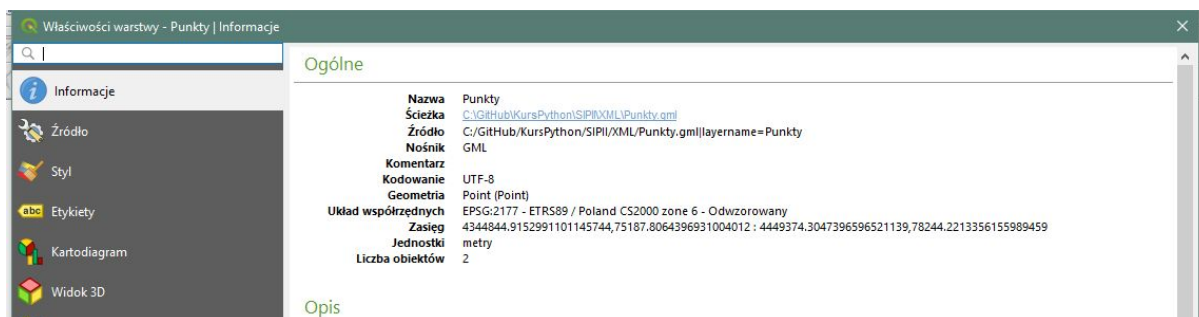 Właściwości warstwy - Punkty | Informacje
Informacje
Źródło
Styl
abc Etykiety
Kartodiagram
Widok 3D
Ogólne
Nazwa Punkty
Ścieżka C:\GitHub\KursPython\SIPII\XML\Punkty.gml
Źródło C:/GitHub/KursPython/SIPII/XML/Punkty.gml|layername=Punkty
Nośnik GML
Komentarz
Kodowanie UTF-8
Geometria Point (Point)
Układ współrzędnych EPSG:2177 - ETRS89 / Poland CS2000 zone 6 - Odwzorowany
Zasięg 4344844.9152991101145744,75187.8064396931004012 : 4449374.3047396596521139,78244.2213356155989459
Jednostki metry
Liczba obiektów 2
Opis